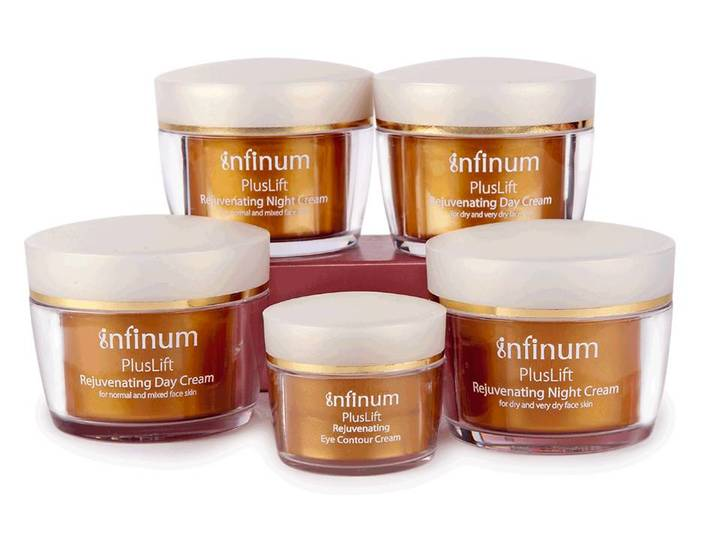 infinum
PlusLift
Rejuvenating Night Cream
normal and mixed face
infinum
PlusLift
Rejuvenating Day Cream
for dry and very dry fa
infinum
PlusLift
Rejuvenating Day Cream
for normal and mixed face skin
infinum
PlusLift
Rejuvenating
Eye Contour Cream
infinum
PlusLift
Rejuvenating Night Cream
for dry and very dry face skin